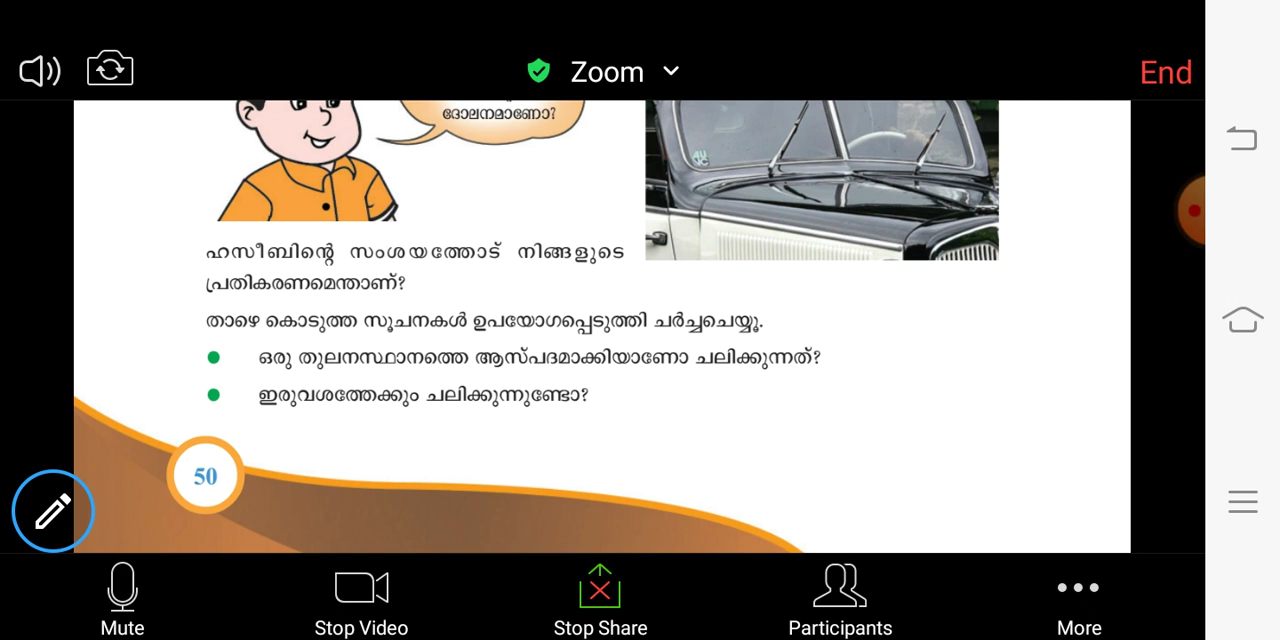 Zoom
End
ദോലനമാണോ?
ഹസീബിന്റെ സംശയത്തോട് നിങ്ങളുടെ
പ്രതികരണമെന്താണ്?
താഴെ കൊടുത്ത സൂചനകൾ ഉപയോഗപ്പെടുത്തി ചർച്ചചെയ്യൂ.
ഒരു തുലനസ്ഥാനത്തെ ആസ്പദമാക്കിയാണോ ചലിക്കുന്നത്?
ഇരുവശത്തേക്കും ചലിക്കുന്നുണ്ടോ?
50
Mute
Stop Video
Stop Share
Participants
More